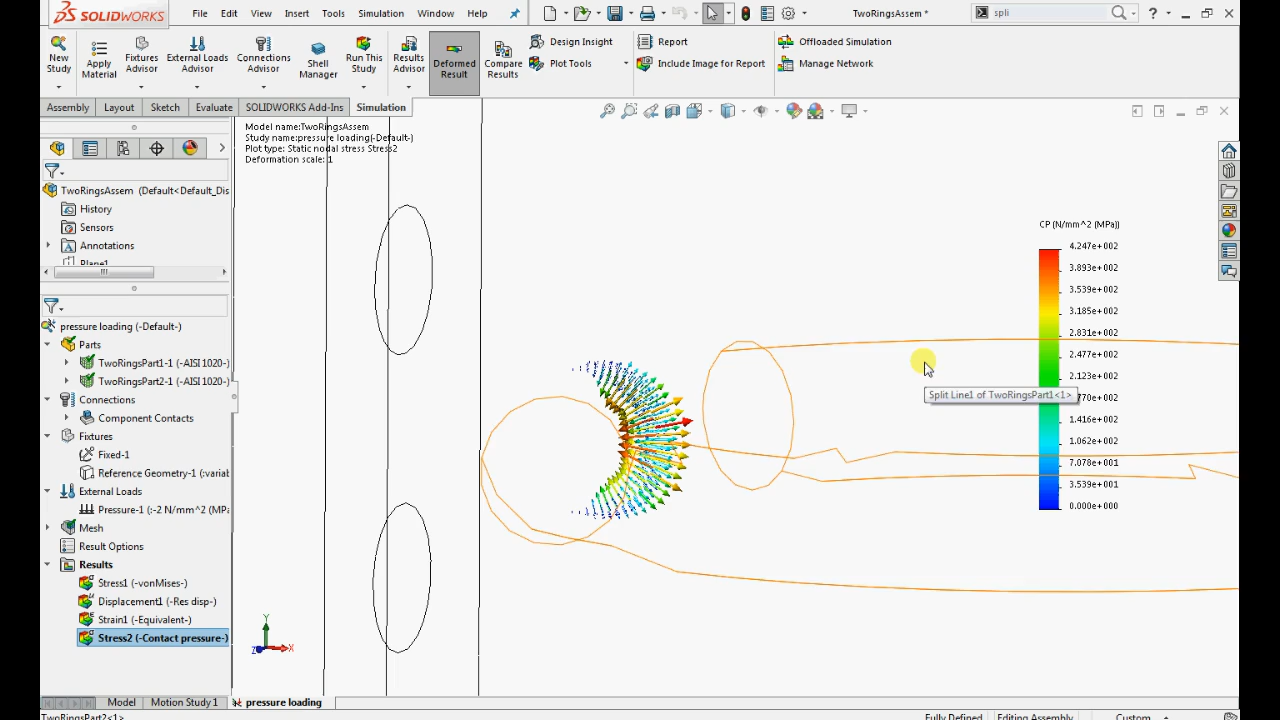 SOLIDWORKS
File Edit View Insert Tools Simulation Window Help
TwoRingsAssem *
spli
New Study
Apply Material
Fixtures Advisor
External Loads Advisor
Connections Advisor
Shell Manager
Run This Study
Results Advisor
Deformed Result
Compare Results
Design Insight
Plot Tools
Report
Include Image for Report
Offloaded Simulation
Manage Network
Assembly Layout Sketch Evaluate SOLIDWORKS Add-Ins Simulation
Model name:TwoRingsAssem
Study name:pressure loading(-Default-)
Plot type: Static nodal stress Stress2
Deformation scale: 1
TwoRingsAssem (Default<Default_Dis
History
Sensors
Annotations
Plane1
pressure loading (-Default-)
Parts
TwoRingsPart1-1 (-AISI 1020-)
TwoRingsPart2-1 (-AISI 1020-)
Connections
Component Contacts
Fixtures
Fixed-1
Reference Geometry-1 (:variat
External Loads
Pressure-1 (:-2 N/mm^2 (MPa
Mesh
Result Options
Results
Stress1 (-vonMises-)
Displacement1 (-Res disp-)
Strain1 (-Equivalent-)
Stress2 (-Contact pressure-)
CP (N/mm^2 (MPa))
4.247e+002
3.893e+002
3.539e+002
3.185e+002
2.831e+002
2.477e+002
2.123e+002
770e+002
1.416e+002
1.062e+002
7.078e+001
3.539e+001
0.000e+000
Split Line1 of TwoRingsPart1<1>
Y
X
Z
Model Motion Study 1 pressure loading
TwoRingsPart2<1>
Fully Defined Editing Assembly Custom